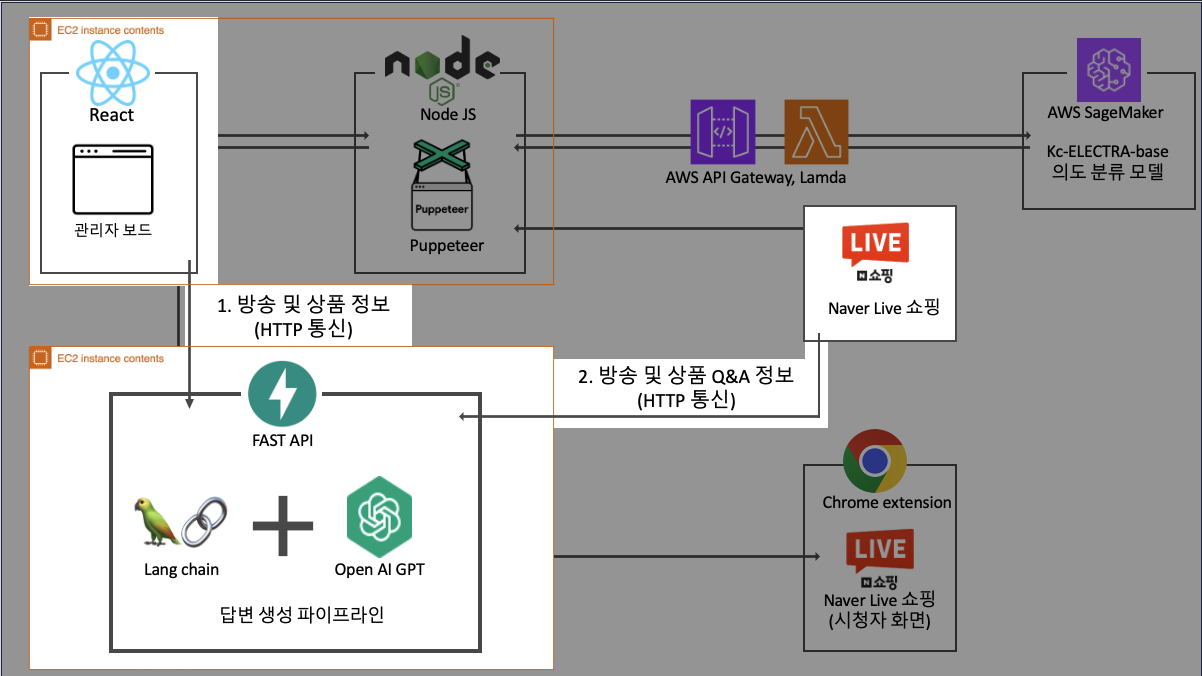 EC2 instance contents
React
관리자 보드
node
JS
Node JS
Puppeteer
Puppeteer
AWS API Gateway, Lamda
AWS SageMaker
Kc-ELECTRA-base
의도 분류 모델
LIVE
N 쇼핑
Naver Live 쇼핑
1. 방송 및 상품 정보
(HTTP 통신)
2. 방송 및 상품 Q&A 정보
(HTTP 통신)
EC2 instance contents
FAST API
Lang chain
Open AI GPT
답변 생성 파이프라인
Chrome extension
LIVE
N 쇼핑
Naver Live 쇼핑
(시청자 화면)